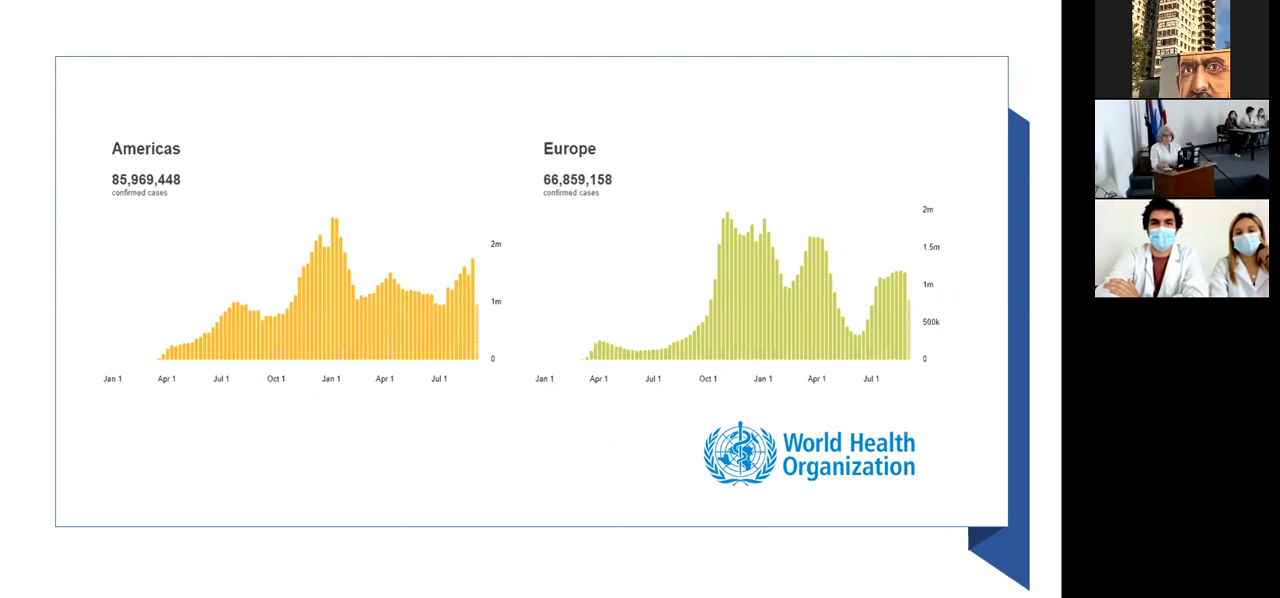 Americas
85,969,448
confirmed cases
2m
1m
0
Jan 1
Apr 1
Jul 1
Oct 1
Jan 1
Apr 1
Jul 1
Europe
66,859,158
confirmed cases
2m
1.5m
1m
500k
0
Jan 1
Apr 1
Jul 1
Oct 1
Jan 1
Apr 1
Jul 1
World Health
Organization